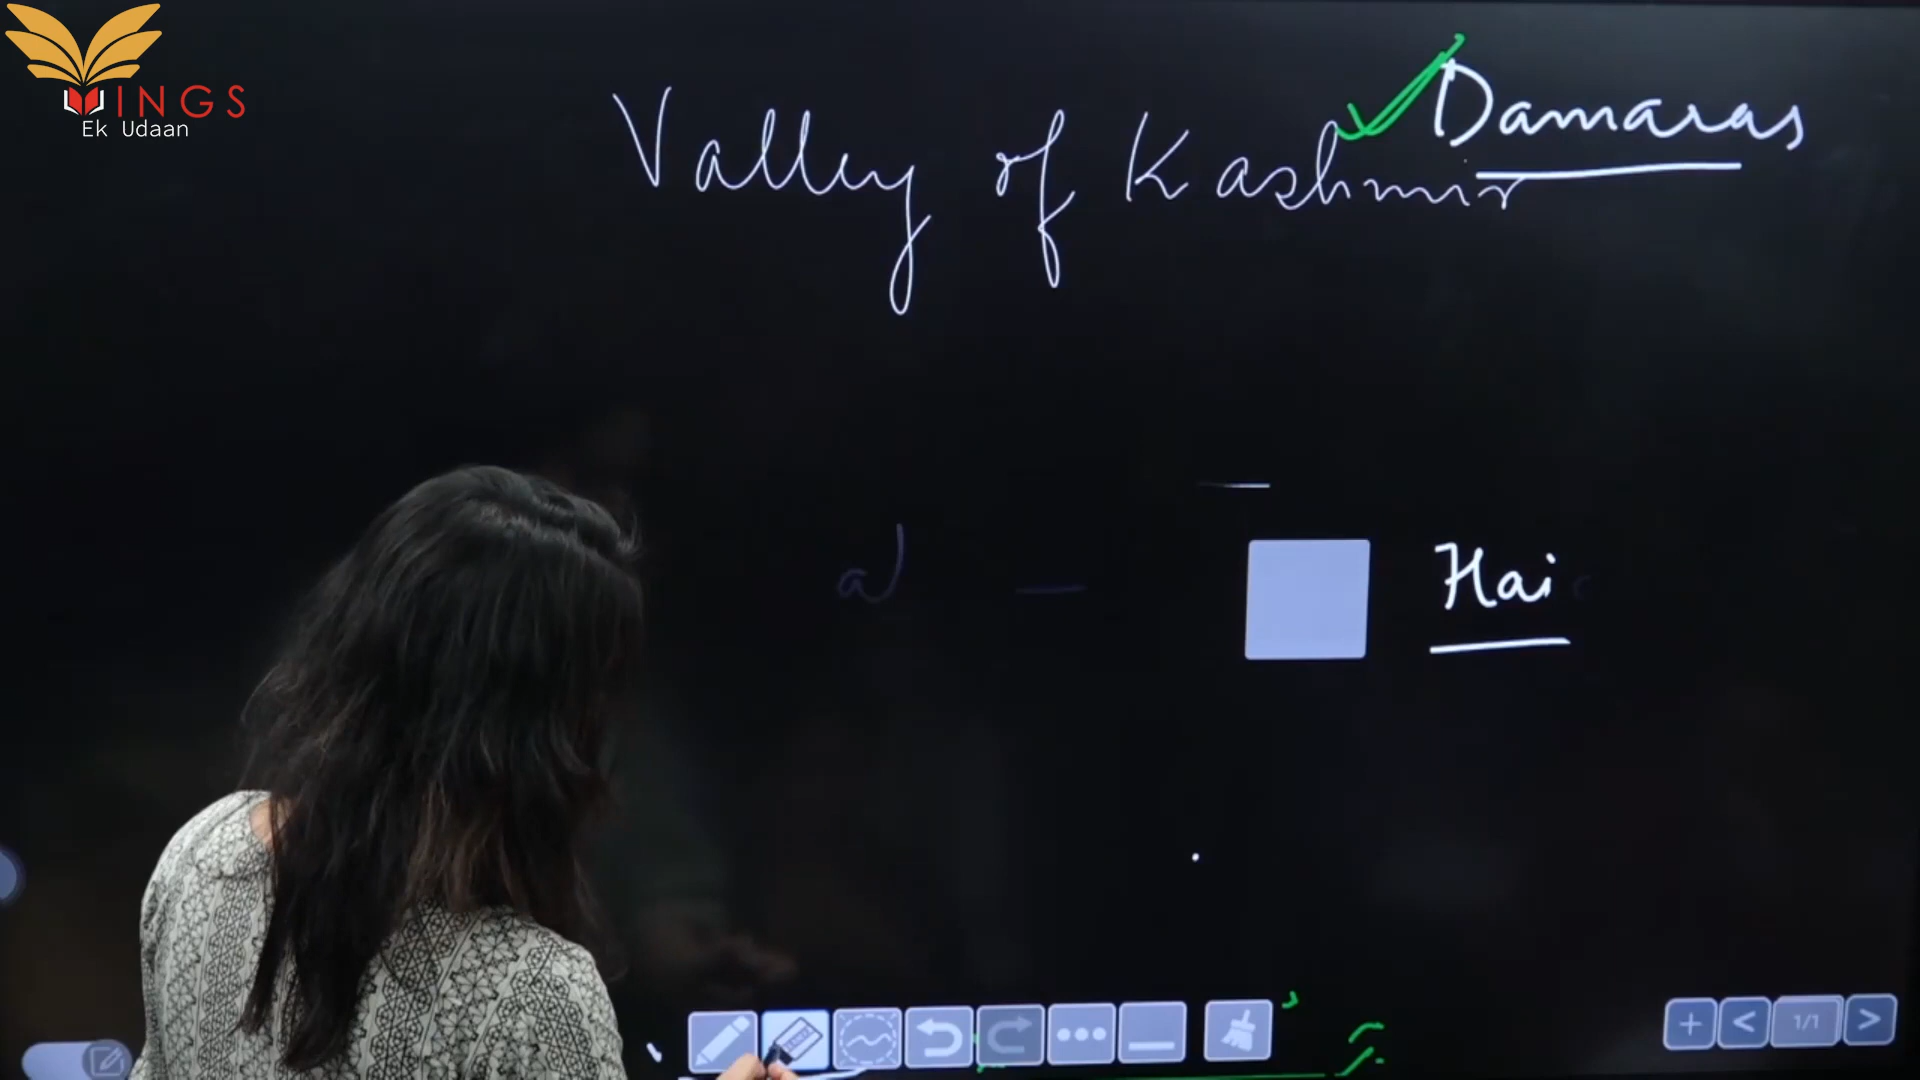 WINGS
Ek Udaan
Damaras
Valley of Kashmir
Hai
1/1